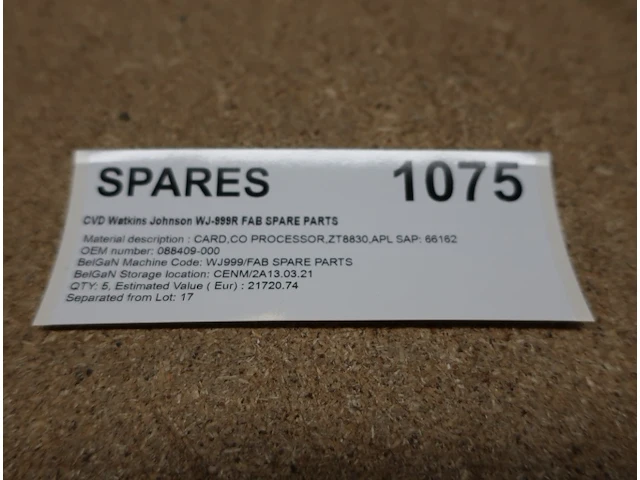 SPARES 1075
CVD Watkins Johnson WJ-999R FAB SPARE PARTS
Material description : CARD,CO PROCESSOR,ZT8830,APL SAP: 66162
OEM number: 088409-000
BelGaN Machine Code: WJ999/FAB SPARE PARTS
BelGaN Storage location: CENM/2A13.03.21
QTY: 5, Estimated Value ( Eur) : 21720.74
Separated from Lot: 17